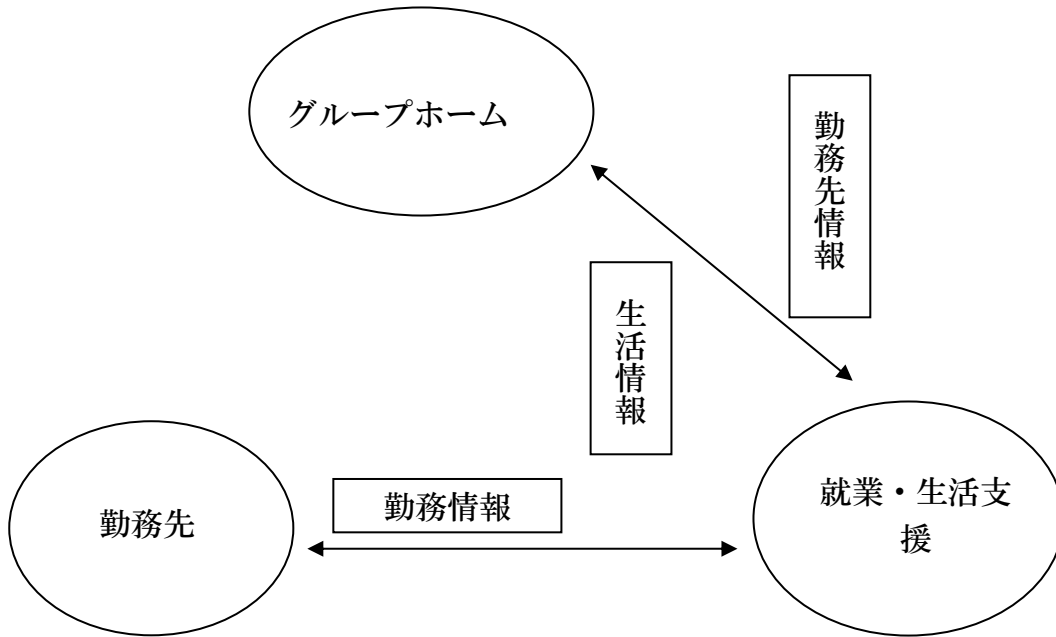 グループホーム
勤務先情報
生活情報
勤務情報
勤務先
就業・生活支
援